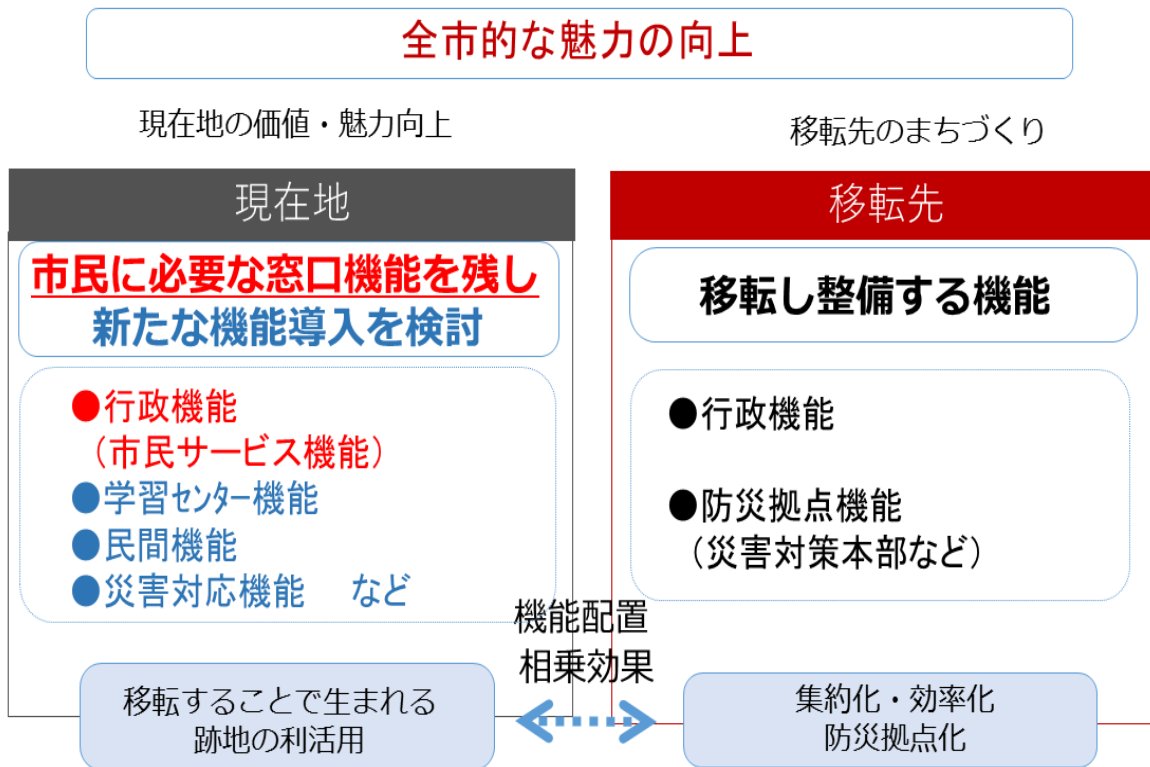 全市的な魅力の向上
現在地の価値・魅力向上
移転先のまちづくり
現在地
市民に必要な窓口機能を残し
新たな機能導入を検討
●行政機能
（市民サービス機能）
●学習センター機能
●民間機能
●災害対応機能　など
移転することで生まれる
跡地の利活用
機能配置
相乗効果
移転先
移転し整備する機能
●行政機能
●防災拠点機能
（災害対策本部など）
集約化・効率化
防災拠点化